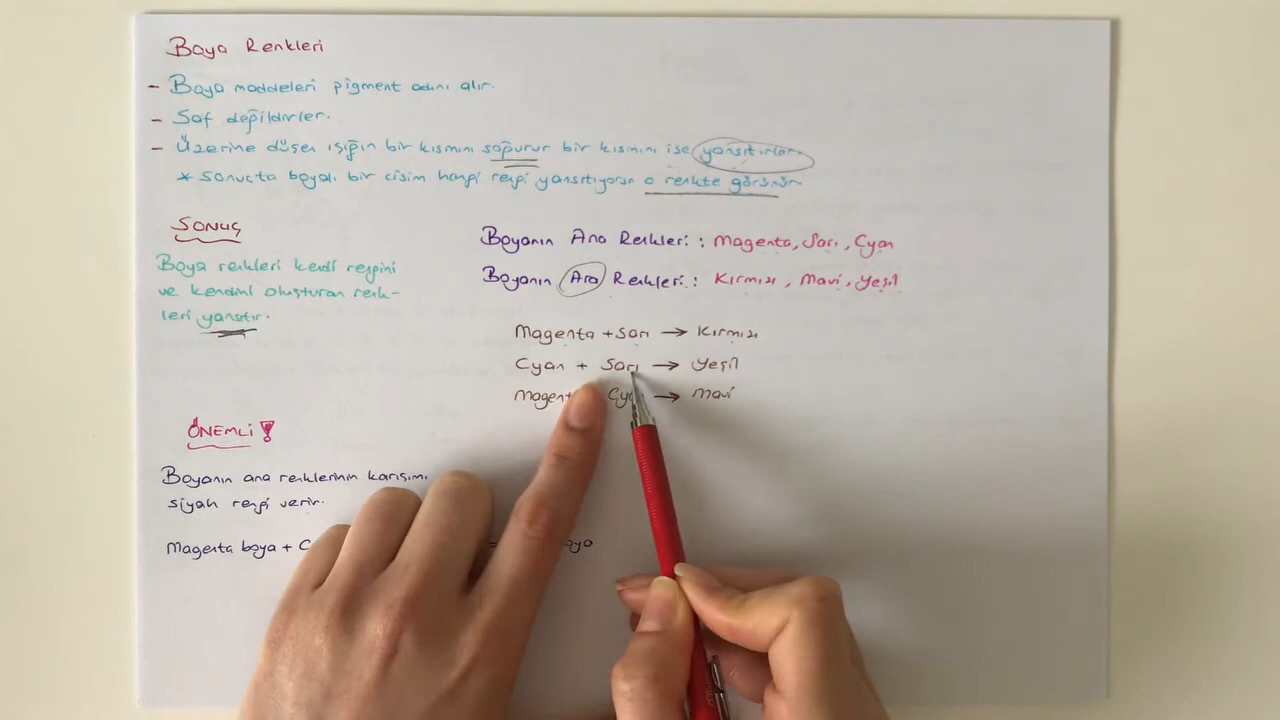 Boya Renkleri
- Boya maddeleri pigment adını alır.
- Saf değildirler.
- Üzerine düşen ışığın bir kısmını soğurur bir kısmını ise yansıtırlar.
* Sonuçta boyalı bir cisim hangi rengi yansıtıyorsa o renkte görünür.
SONUÇ
Boya renkleri kendi rengini
ve kendini oluşturan renk-
leri yansıtır.
Boyanın Ana Renkleri : Magenta, Sarı, Cyan
Boyanın Ara Renkleri : Kırmızı, Mavi, Yeşil
Magenta + Sarı → Kırmızı
Cyan + Sarı → Yeşil
→ Mavi
ÖNEMLİ !
Boyanın ana renklerinin karışımı
siyah rengi verir.
Magenta boya + C